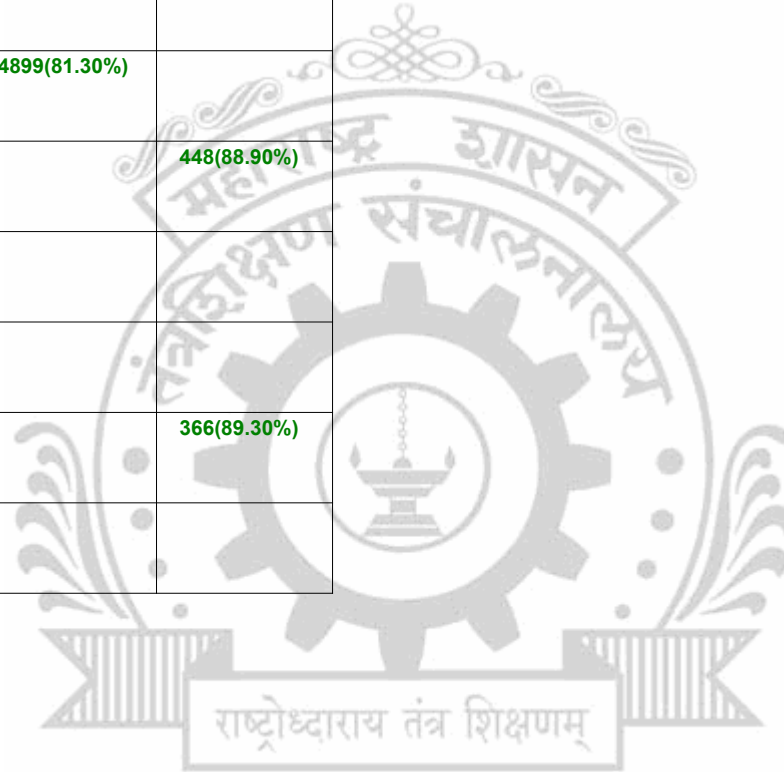 4899(81.30%)
448(88.90%)
366(89.30%)
महाराष्ट्र शासन
तंत्रशिक्षण संचालनालय
राष्ट्रोध्दाराय तंत्र शिक्षणम्